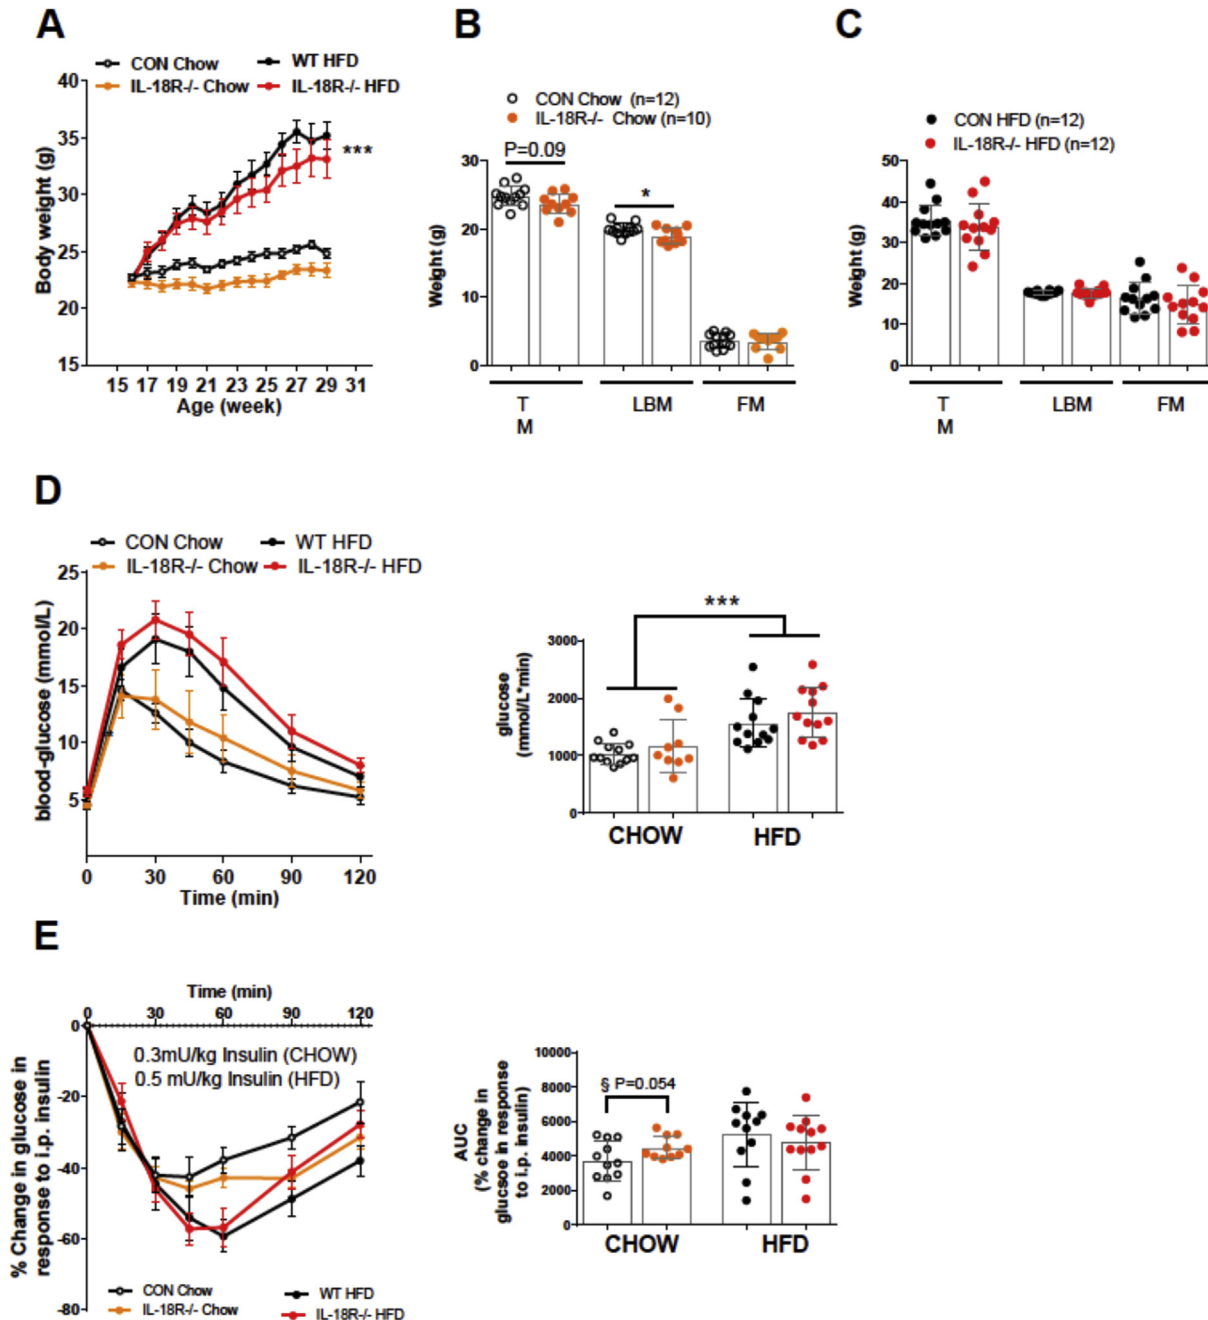 A
CON Chow WT HFD
IL-18R-/- Chow IL-18R-/- HFD
Body weight (g)
40
35
30
25
20
15
***
15 17 19 21 23 25 27 29 31
Age (week)
B
CON Chow (n=12)
IL-18R-/- Chow (n=10)
Weight (g)
30
20
10
0
P=0.09
*
T LBM FM
M
C
CON HFD (n=12)
IL-18R-/- HFD (n=12)
Weight (g)
50
40
30
20
10
0
T LBM FM
M
D
CON Chow WT HFD
IL-18R-/- Chow IL-18R-/- HFD
blood-glucose (mmol/L)
25
20
15
10
5
0 30 60 90 120
Time (min)
***
glucose
(mmol/L*min)
3000
2000
1000
0
CHOW HFD
E
Time (min)
0 30 60 90 120
% Change in glucose in
response to i.p. insulin
0
-20
-40
-60
-80
0.3mU/kg Insulin (CHOW)
0.5 mU/kg Insulin (HFD)
CON Chow WT HFD
IL-18R-/- Chow IL-18R-/- HFD
AUC
(% change in
glucsoe in response
to i.p. insulin)
10000
8000
6000
4000
2000
0
§ P=0.054
CHOW HFD